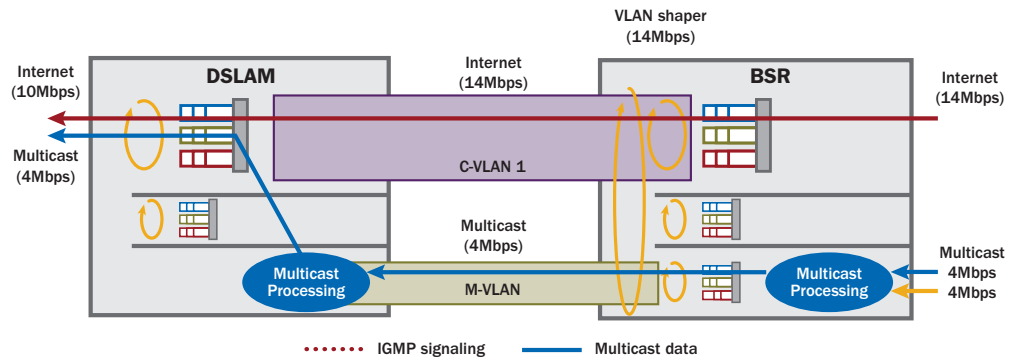 VLAN shaper
(14Mbps)
Internet
(10Mbps)
DSLAM
Internet
(14Mbps)
BSR
Internet
(14Mbps)
Multicast
(4Mbps)
C-VLAN 1
Multicast
(4Mbps)
Multicast
Processing
M-VLAN
Multicast
Processing
Multicast
4Mbps
4Mbps
IGMP signaling
Multicast data